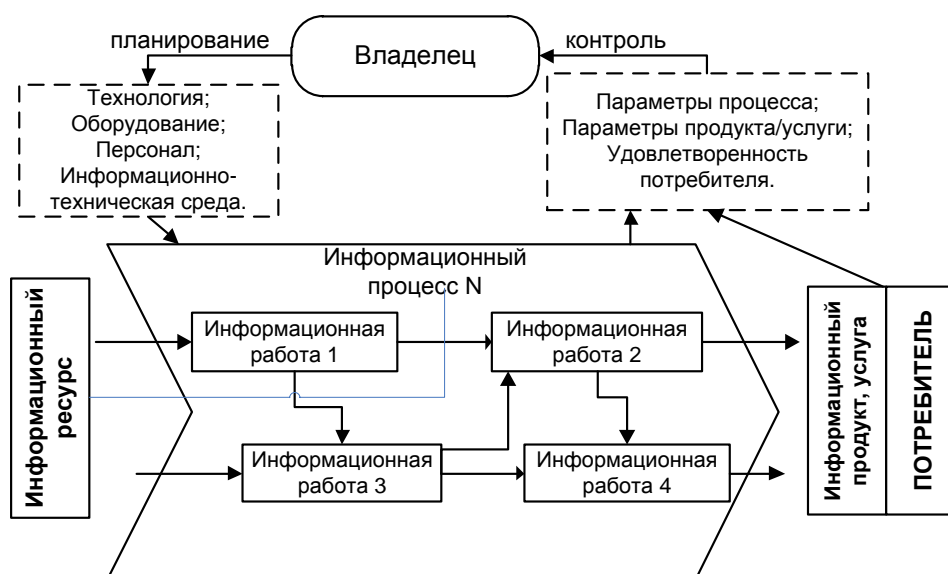 планирование
Владелец
контроль
Технология;
Оборудование;
Персонал;
Информационно-
техническая среда.
Параметры процесса;
Параметры продукта/услуги;
Удовлетворенность
потребителя.
Информационный
процесс N
Информационный
ресурс
Информационная
работа 1
Информационная
работа 2
Информационная
работа 3
Информационная
работа 4
Информационный
продукт, услуга
ПОТРЕБИТЕЛЬ